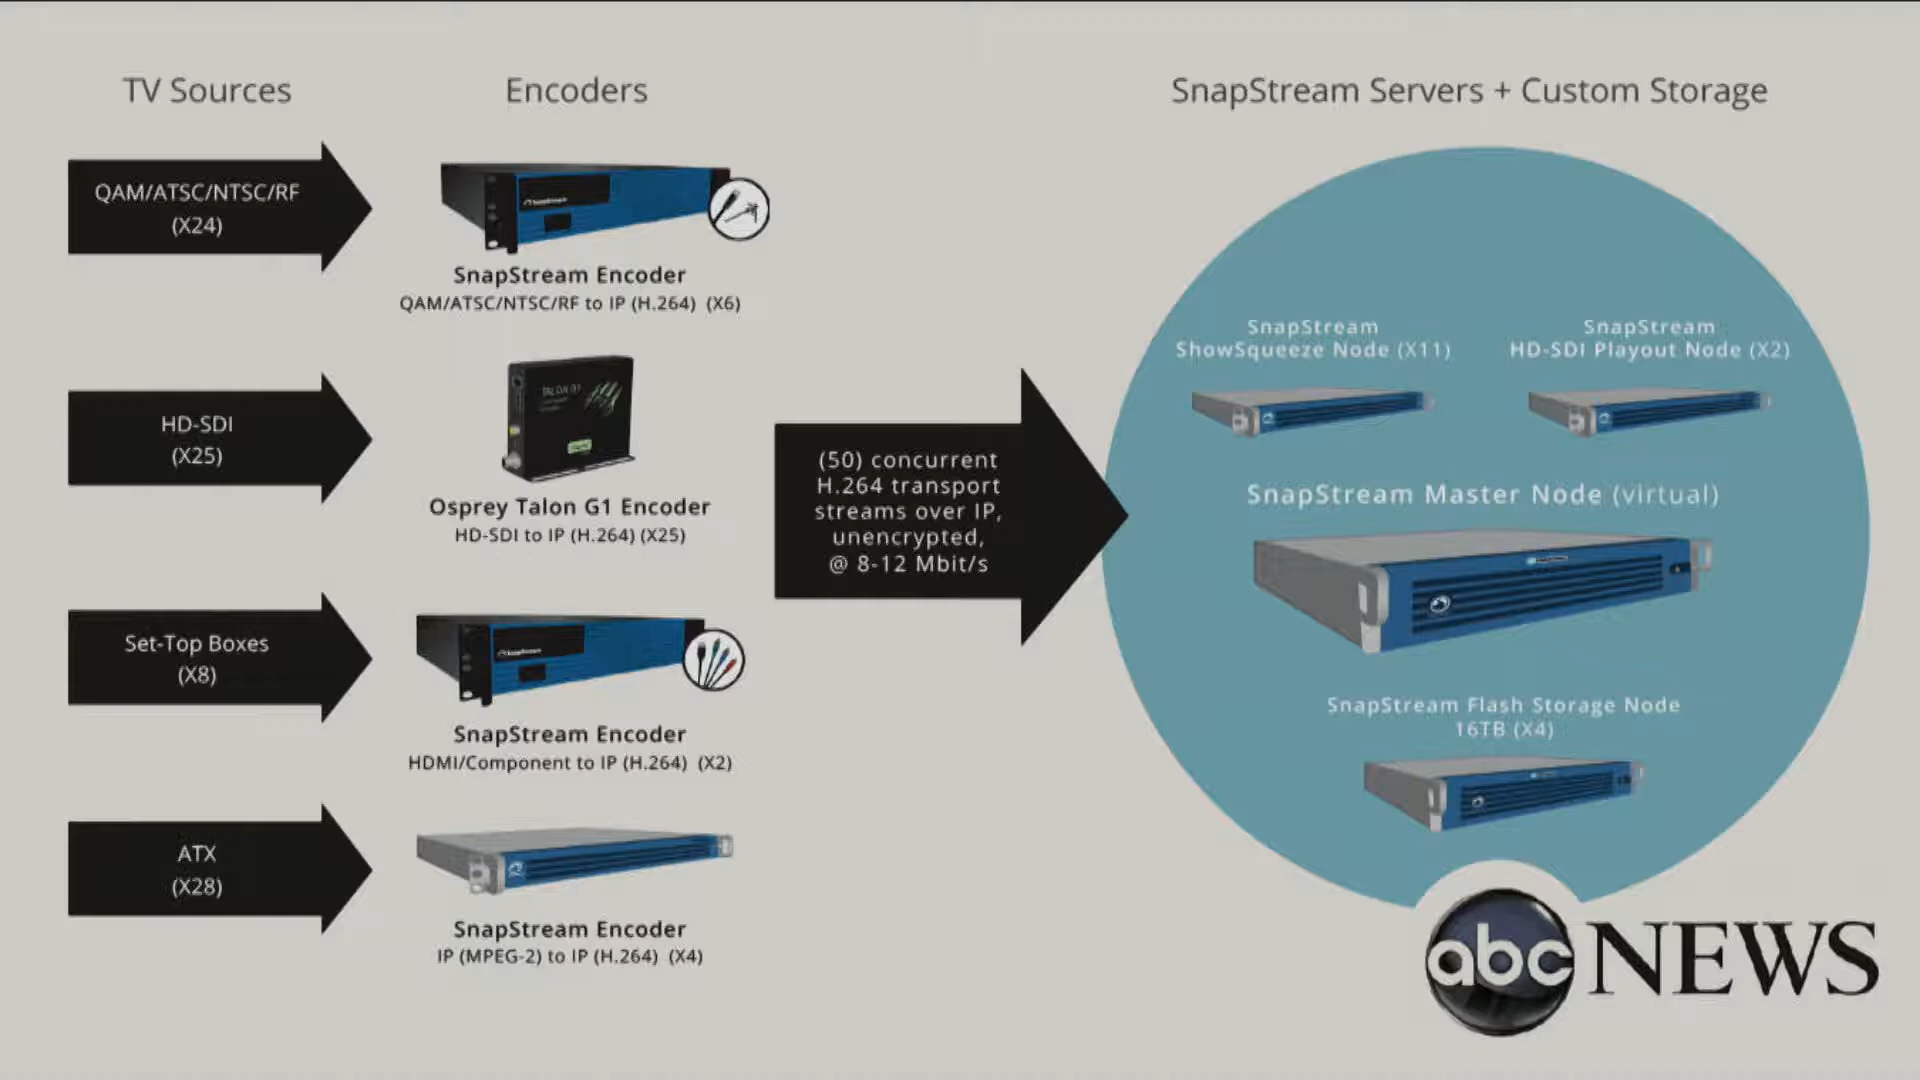 TV Sources
Encoders
SnapStream Servers + Custom Storage
QAM/ATSC/NTSC/RF
(X24)
SnapStream Encoder
QAM/ATSC/NTSC/RF to IP (H.264) (X6)
HD-SDI
(X25)
Osprey Talon G1 Encoder
HD-SDI to IP (H.264) (X25)
Set-Top Boxes
(X8)
SnapStream Encoder
HDMI/Component to IP (H.264) (X2)
ATX
(X28)
SnapStream Encoder
IP (MPEG-2) to IP (H.264) (X4)
(50) concurrent
H.264 transport
streams over IP,
unencrypted,
@ 8-12 Mbit/s
SnapStream
ShowSqueeze Node (X11)
SnapStream
HD-SDI Playout Node (X2)
SnapStream Master Node (virtual)
SnapStream Flash Storage Node
16TB (X4)
abc NEWS